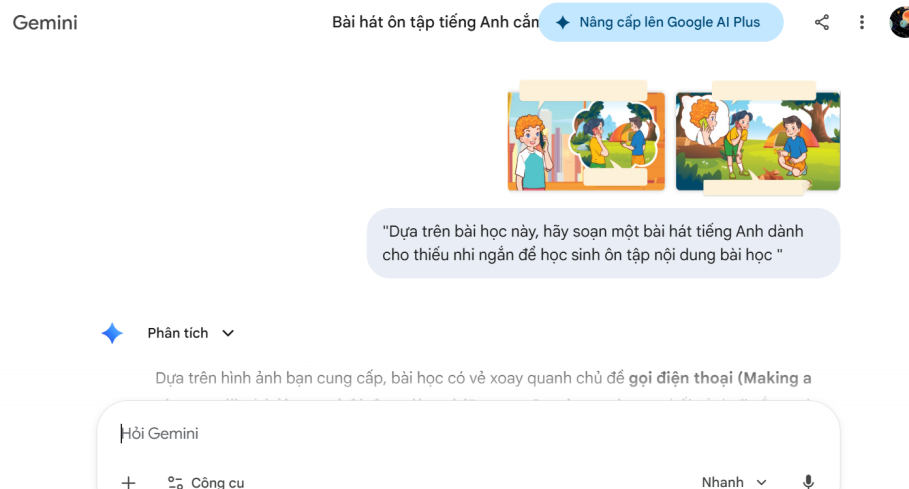 Gemini
Bài hát ôn tập tiếng Anh cắm
Nâng cấp lên Google AI Plus
"Dựa trên bài học này, hãy soạn một bài hát tiếng Anh dành
cho thiếu nhi ngắn để học sinh ôn tập nội dung bài học "
Phân tích
Dựa trên hình ảnh bạn cung cấp, bài học có vẻ xoay quanh chủ đề gọi điện thoại (Making a
Hỏi Gemini
Công cụ
Nhanh